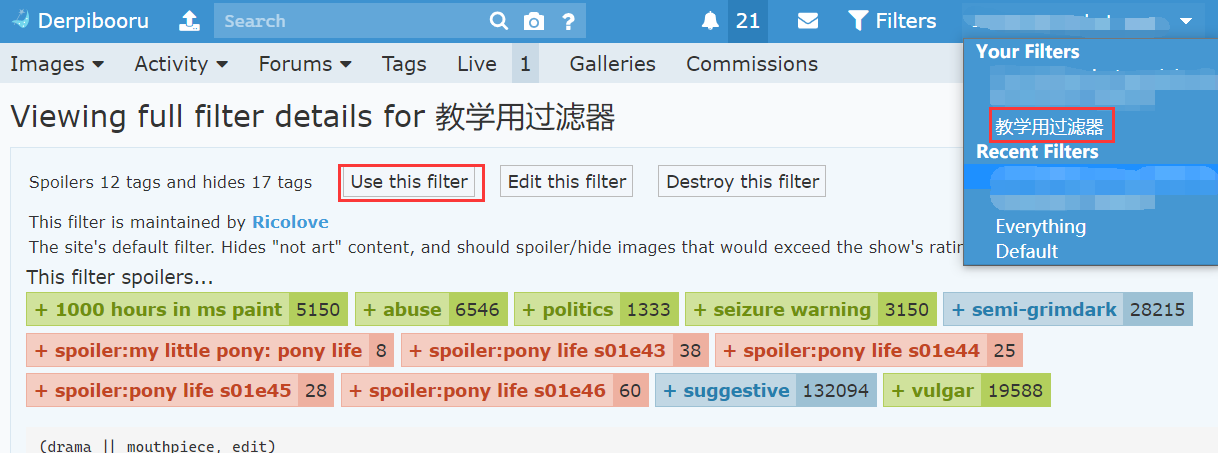 Derpibooru Search ? 21 Filters
Images Activity Forums Tags Live 1 Galleries Commissions
Your Filters
教学用过滤器
Recent Filters
Everything
Default
Viewing full filter details for 教学用过滤器
Spoilers 12 tags and hides 17 tags Use this filter Edit this filter Destroy this filter
This filter is maintained by Ricolove
The site's default filter. Hides "not art" content, and should spoiler/hide images that would exceed the show's
This filter spoilers...
+ 1000 hours in ms paint 5150 + abuse 6546 + politics 1333 + seizure warning 3150 + semi-grimdark 28215
+ spoiler:my little pony: pony life 8 + spoiler:pony life s01e43 38 + spoiler:pony life s01e44 25
+ spoiler:pony life s01e45 28 + spoiler:pony life s01e46 60 + suggestive 132094 + vulgar 19588
(drama || mouthpiece, edit)